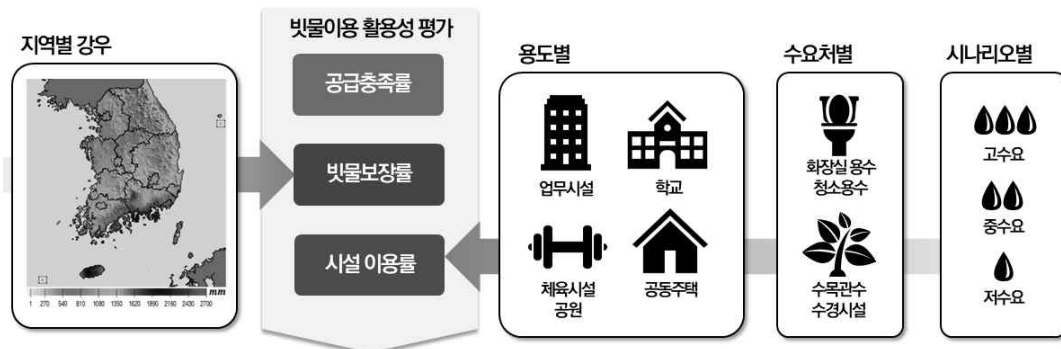 지역별 강우
1 270 540 810 1080 1350 1620 1890 2160 2430 2700 mm
빗물이용 활용성 평가
공급충족률
빗물보장률
시설 이용률
용도별
업무시설
학교
체육시설
공원
공동주택
수요처별
화장실 용수
청소용수
수목관수
수경시설
시나리오별
고수요
중수요
저수요